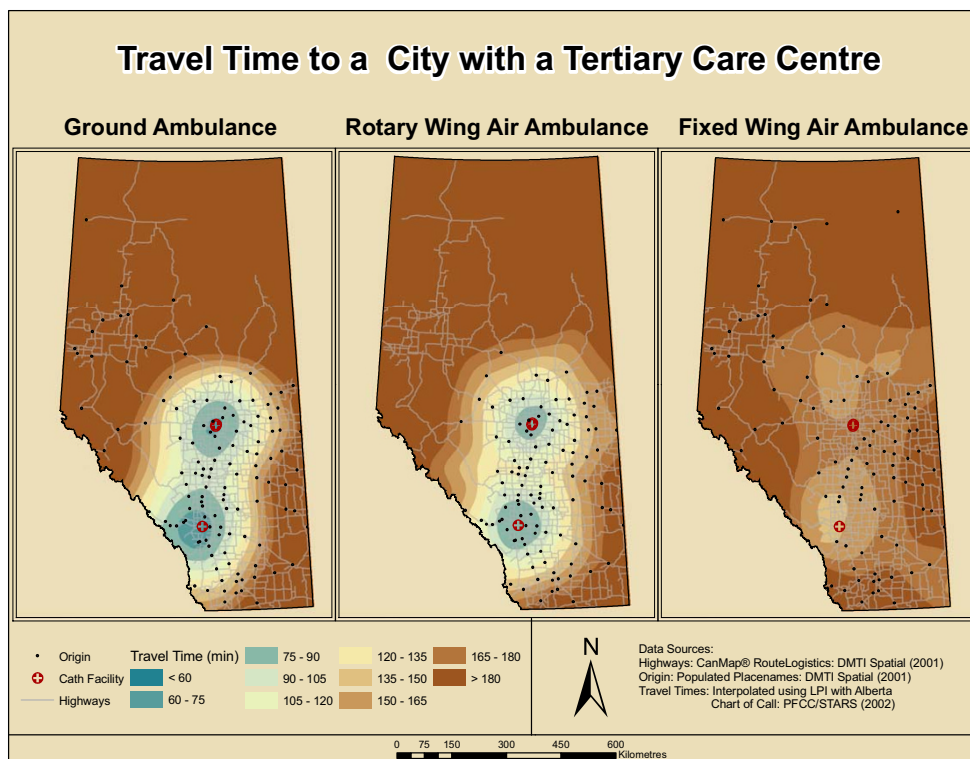 Travel Time to a City with a Tertiary Care Centre
Ground Ambulance
Rotary Wing Air Ambulance
Fixed Wing Air Ambulance
Origin
Cath Facility
Highways
Travel Time (min)
< 60
60 - 75
75 - 90
90 - 105
105 - 120
120 - 135
135 - 150
150 - 165
165 - 180
> 180
N
Data Sources:
Highways: CanMap® RouteLogistics: DMTI Spatial (2001)
Origin: Populated Placenames: DMTI Spatial (2001)
Travel Times: Interpolated using LPI with Alberta
Chart of Call: PFCC/STARS (2002)
0 75 150 300 450 600
Kilometres